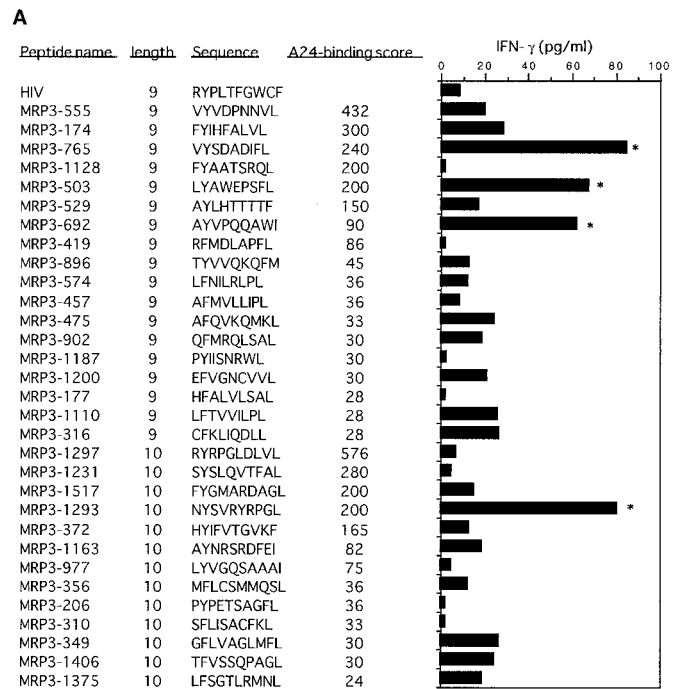 A
Peptide name length Sequence A24-binding score IFN-γ (pg/ml)
0 20 40 60 80 100
HIV 9 RYPLTFGWCF
MRP3-555 9 VYVDPNNVL 432
MRP3-174 9 FYIHFALVL 300
MRP3-765 9 VYSDADIFL 240 *
MRP3-1128 9 FYAATSRQL 200
MRP3-503 9 LYAWEPSFL 200 *
MRP3-529 9 AYLHTTTTF 150
MRP3-692 9 AYVPQQAWI 90 *
MRP3-419 9 RFMDLAPFL 86
MRP3-896 9 TYVVQKQFM 45
MRP3-574 9 LFNILRLPL 36
MRP3-457 9 AFMVLLIPL 36
MRP3-475 9 AFQVKQMKL 33
MRP3-902 9 QFMRQLSAL 30
MRP3-1187 9 PYIISNRWL 30
MRP3-1200 9 EFVGNCVVL 30
MRP3-177 9 HFALVLSAL 28
MRP3-1110 9 LFTVVILPL 28
MRP3-316 9 CFKLIQDLL 28
MRP3-1297 10 RYRPGLDLVL 576
MRP3-1231 10 SYSLQVTFAL 280
MRP3-1517 10 FYGMARDAGL 200
MRP3-1293 10 NYSVRYRPGL 200 *
MRP3-372 10 HYIFVTGVKF 165
MRP3-1163 10 AYNRSRDFEI 82
MRP3-977 10 LYVGQSAAAI 75
MRP3-356 10 MFLCSMMQSL 36
MRP3-206 10 PYPETSAGFL 36
MRP3-310 10 SFLISACFKL 33
MRP3-349 10 GFLVAGLMFL 30
MRP3-1406 10 TFVSSQPAGL 30
MRP3-1375 10 LFSGTLRMNL 24